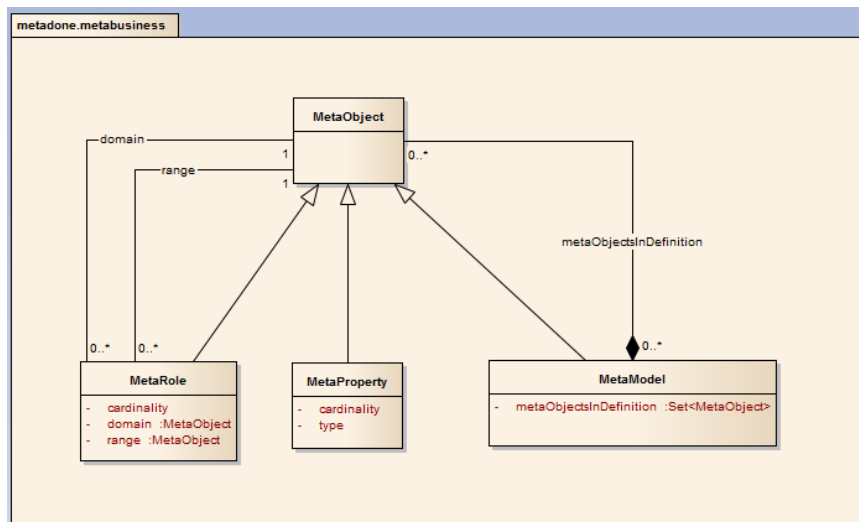 metadone.metabusiness
MetaObject
domain
1
0..*
range
1
metaObjectsInDefinition
0..*
0..*
0..*
MetaRole
- cardinality
- domain :MetaObject
- range :MetaObject
MetaProperty
- cardinality
- type
MetaModel
- metaObjectsInDefinition :Set<MetaObject>